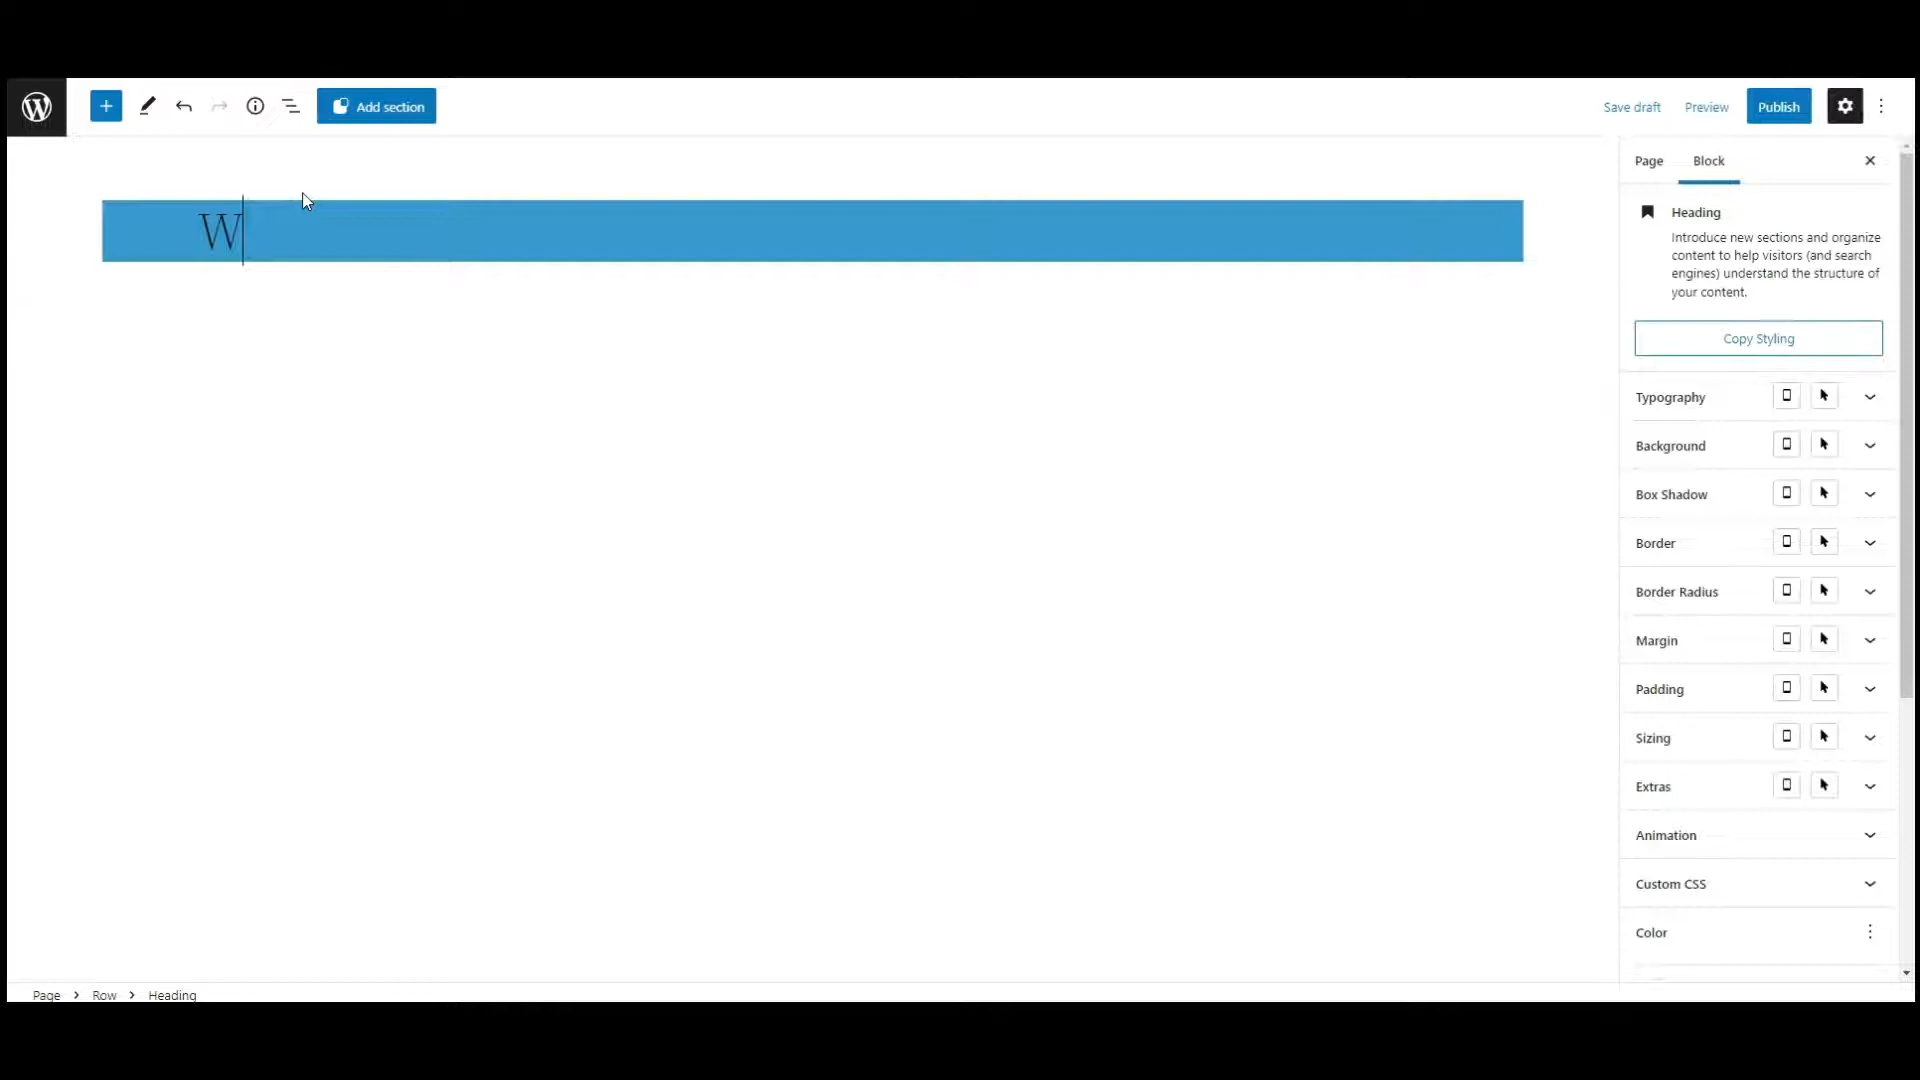 Add section
Save draft
Preview
Publish
W
Page
Block
Heading
Introduce new sections and organize
content to help visitors (and search
engines) understand the structure of
your content.
Copy Styling
Typography
Background
Box Shadow
Border
Border Radius
Margin
Padding
Sizing
Extras
Animation
Custom CSS
Color
Page > Row > Heading